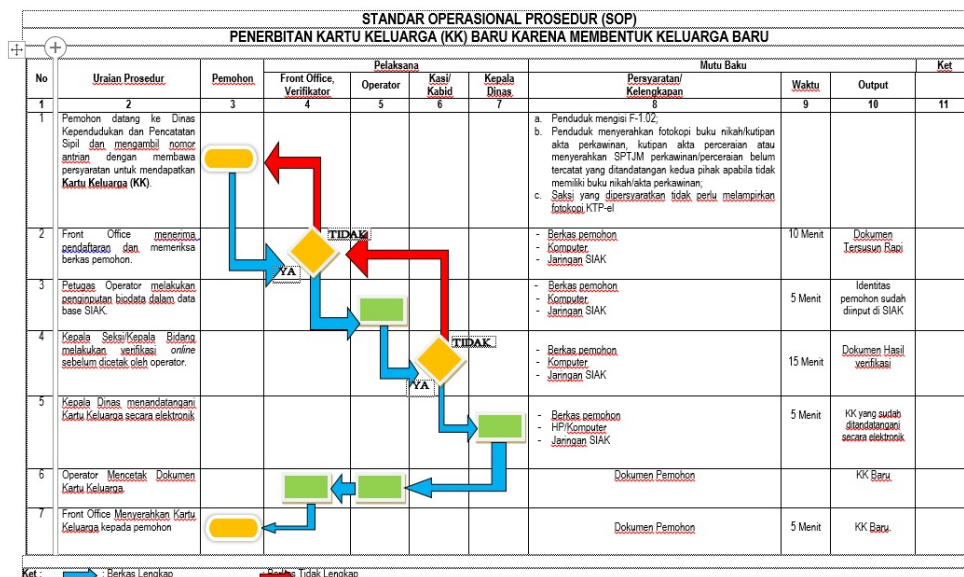 STANDAR OPERASIONAL PROSEDUR (SOP)
PENERBITAN KARTU KELUARGA (KK) BARU KARENA MEMBENTUK KELUARGA BARU
No
Uraian Prosedur
Pemohon
Pelaksana
Front Office,
Verifikator
Operator
Kasi/
Kabid
Kepala
Dinas
Mutu Baku
Persyaratan/
Kelengkapan
Waktu
Output
Ket
1 2 3 4 5 6 7 8 9 10 11
1
Pemohon datang ke Dinas
Kependudukan dan Pencatatan
Sipil dan mengambil nomor
antrian dengan membawa
persyaratan untuk mendapatkan
Kartu Keluarga (KK).
a. Penduduk mengisi F-1.02;
b. Penduduk menyerahkan fotokopi buku nikah/kutipan
akta perkawinan, kutipan akta perceraian atau
menyerahkan SPTJM perkawinan/perceraian belum
tercatat yang ditandatangan kedua pihak apabila tidak
memiliki buku nikah/akta perkawinan;
c. Saksi yang dipersyaratkan tidak perlu melampirkan
fotokopi KTP-el
2
Front Office menerima
pendaftaran dan memeriksa
berkas pemohon.
TIDAK
YA
- Berkas pemohon
- Komputer
- Jaringan SIAK
10 Menit
Dokumen
Tersusun Rapi
3
Petugas Operator melakukan
penginputan biodata dalam data
base SIAK.
- Berkas pemohon
- Komputer
- Jaringan SIAK
5 Menit
Identitas
pemohon sudah
diinput di SIAK
4
Kepala Seksi/Kepala Bidang
melakukan verifikasi online
sebelum dicetak oleh operator.
TIDAK
YA
- Berkas pemohon
- Komputer
- Jaringan SIAK
15 Menit
Dokumen Hasil
verifikasi
5
Kepala Dinas menandatangani
Kartu Keluarga secara elektronik
- Berkas pemohon
- HP/Komputer
- Jaringan SIAK
5 Menit
KK yang sudah
ditandatangani
secara elektronik
6
Operator Mencetak Dokumen
Kartu Keluarga.
Dokumen Pemohon
KK Baru
7
Front Office Menyerahkan Kartu
Keluarga kepada pemohon
Dokumen Pemohon
5 Menit
KK Baru.
Ket :
: Berkas Lengkap
: Berkas Tidak Lengkap